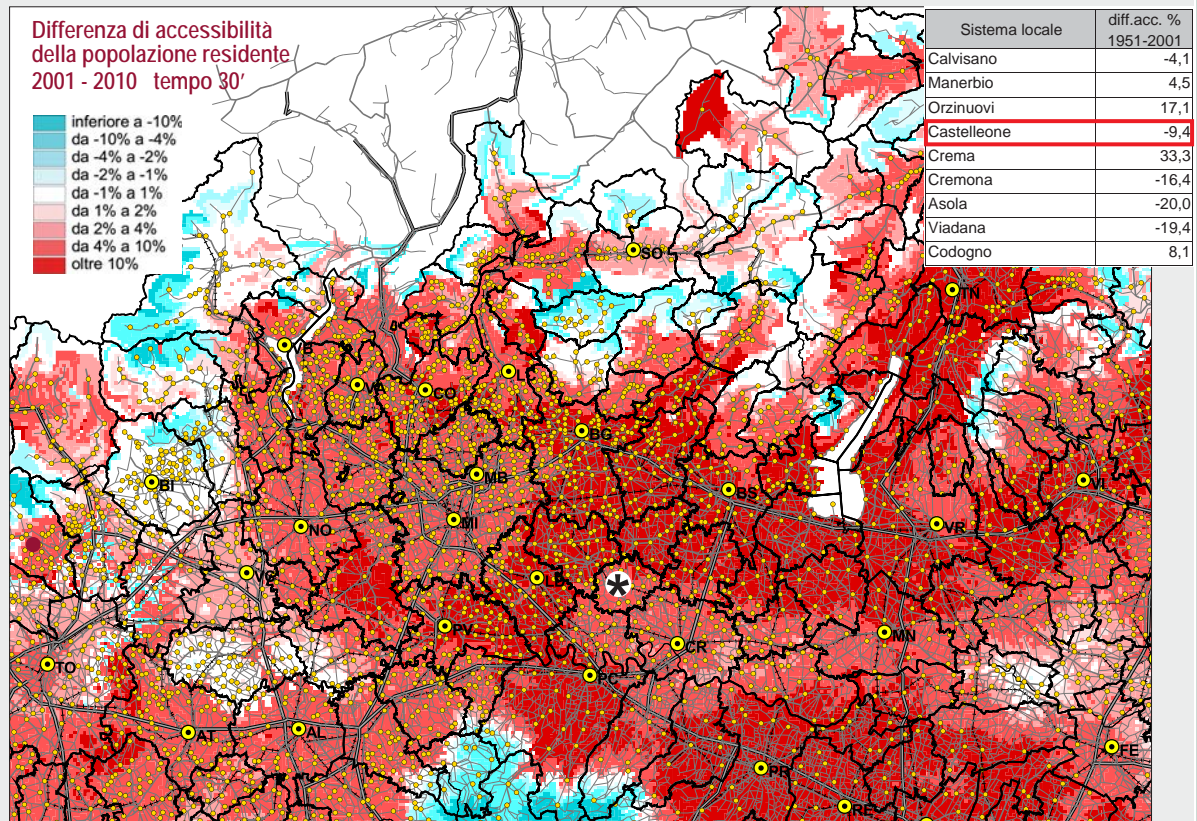 Differenza di accessibilità
della popolazione residente
2001 - 2010 tempo 30'
inferiore a -10%
da -10% a -4%
da -4% a -2%
da -2% a -1%
da -1% a 1%
da 1% a 2%
da 2% a 4%
da 4% a 10%
oltre 10%
Sistema locale diff.acc. % 1951-2001
Calvisano -4,1
Manerbio 4,5
Orzinuovi 17,1
Castelleone -9,4
Crema 33,3
Cremona -16,4
Asola -20,0
Viadana -19,4
Codogno 8,1
SO
TN
CO
BG
MB
BI
BS
VI
MI
NO
VR
*
PV
MN
CR
TO
AT
AL
FE
PR
RE